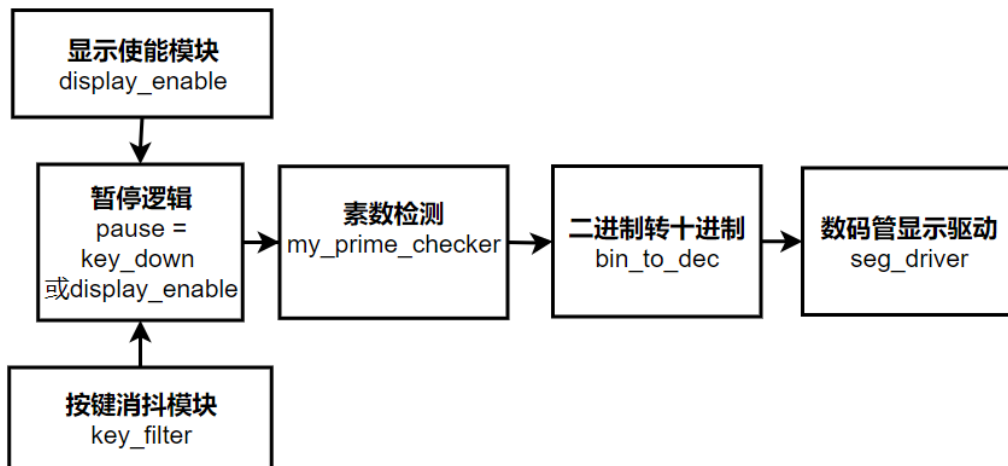 显示使能模块
display_enable
暂停逻辑
pause =
key_down
或display_enable
素数检测
my_prime_checker
二进制转十进制
bin_to_dec
数码管显示驱动
seg_driver
按键消抖模块
key_filter